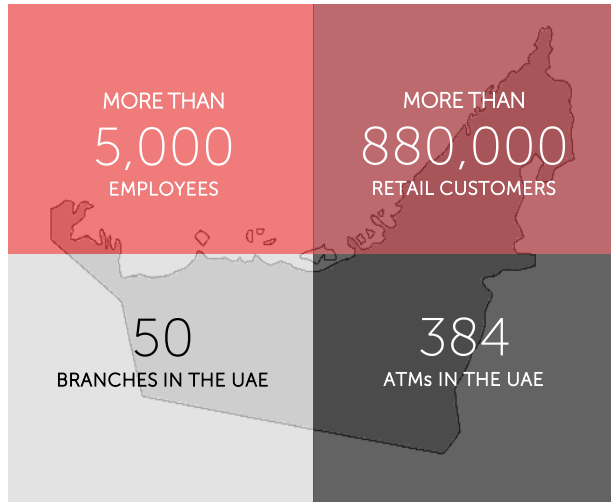 MORE THAN
5,000
EMPLOYEES
MORE THAN
880,000
RETAIL CUSTOMERS
50
BRANCHES IN THE UAE
384
ATMs IN THE UAE